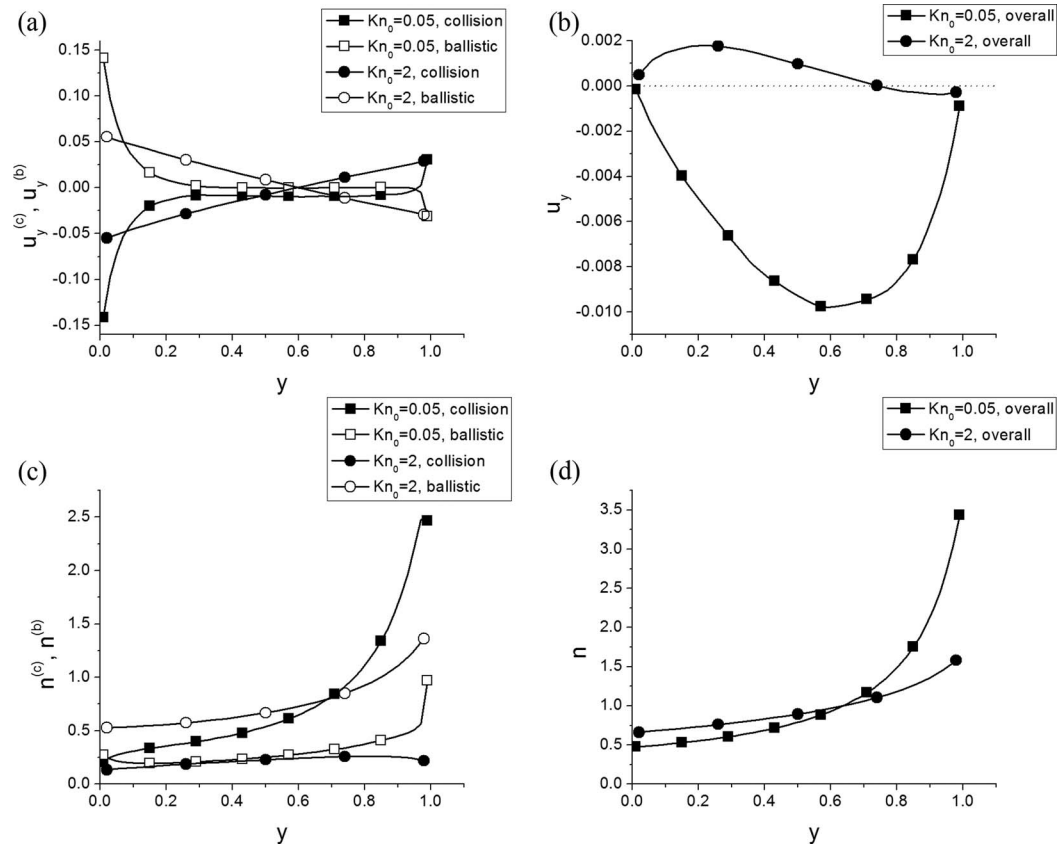 (a)
Kn0=0.05, collision
Kn0=0.05, ballistic
Kn0=2, collision
Kn0=2, ballistic
0.15
0.10
0.05
0.00
-0.05
-0.10
-0.15
uy(c), uy(b)
0.0 0.2 0.4 0.6 0.8 1.0
y
(b)
Kn0=0.05, overall
Kn0=2, overall
0.002
0.000
-0.002
-0.004
-0.006
-0.008
-0.010
uy
0.0 0.2 0.4 0.6 0.8 1.0
y
(c)
Kn0=0.05, collision
Kn0=0.05, ballistic
Kn0=2, collision
Kn0=2, ballistic
2.5
2.0
1.5
1.0
0.5
0.0
n(c), n(b)
0.0 0.2 0.4 0.6 0.8 1.0
y
(d)
Kn0=0.05, overall
Kn0=2, overall
3.5
3.0
2.5
2.0
1.5
1.0
0.5
0.0
n
0.0 0.2 0.4 0.6 0.8 1.0
y